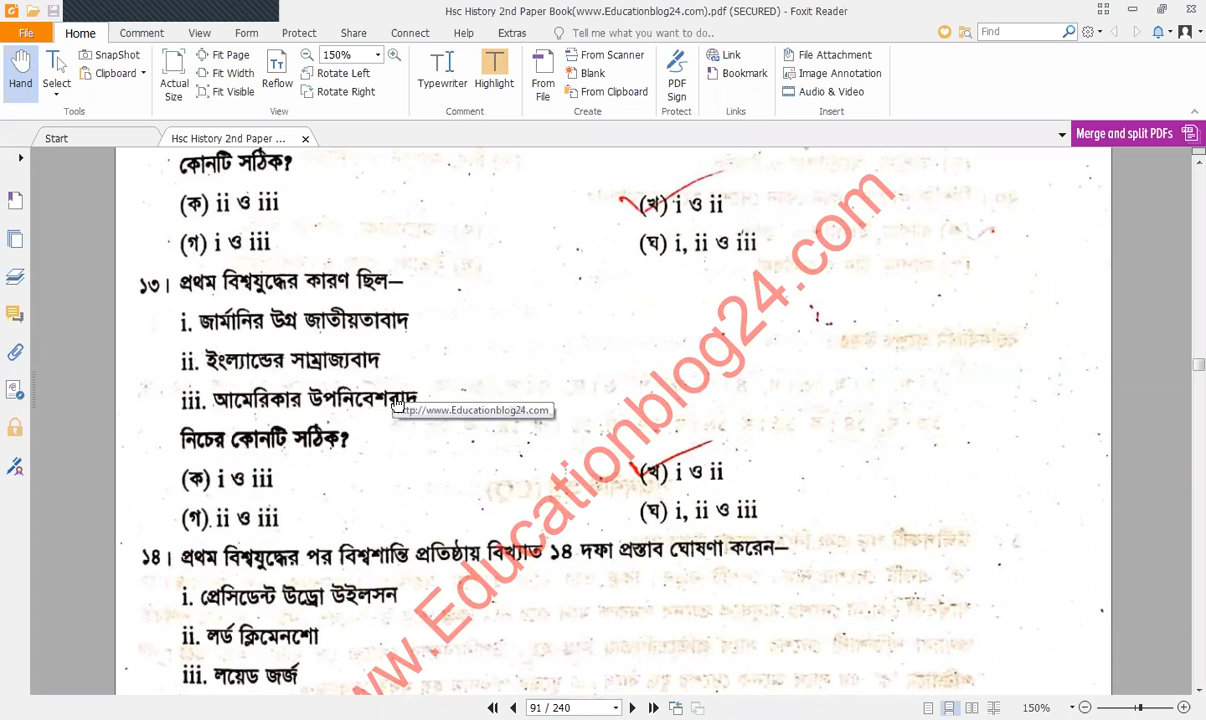 Hsc History 2nd Paper Book(www.Educationblog24.com).pdf (SECURED) - Foxit Reader
File Home Comment View Form Protect Share Connect Help Extras Tell me what you want to do.. Find
Hand Select SnapShot Clipboard Actual Size Fit Page Fit Width Fit Visible Reflow 150% Rotate Left Rotate Right Typewriter Highlight From File From Scanner Blank From Clipboard PDF Sign Link Bookmark File Attachment Image Annotation Audio & Video
Tools View Comment Create Protect Links Insert
Start Hsc History 2nd Paper ... Merge and split PDFs
কোনটি সঠিক?
(ক) ii ও iii (খ) i ও ii
(গ) i ও iii (ঘ) i, ii ও iii
১৩। প্রথম বিশ্বযুদ্ধের কারণ ছিল–
i. জার্মানির উগ্র জাতীয়তাবাদ
ii. ইংল্যান্ডের সাম্রাজ্যবাদ
iii. আমেরিকার উপনিবেশবাদ
http://www.Educationblog24.com
নিচের কোনটি সঠিক?
(ক) i ও iii (খ) i ও ii
(গ) ii ও iii (ঘ) i, ii ও iii
১৪। প্রথম বিশ্বযুদ্ধের পর বিশ্বশান্তি প্রতিষ্ঠায় বিখ্যাত ১৪ দফা প্রস্তাব ঘোষণা করেন–
i. প্রেসিডেন্ট উড্রো উইলসন
ii. লর্ড ক্লিমেনশো
iii. লয়েড জর্জ
www.Educationblog24.com
91 / 240 150%